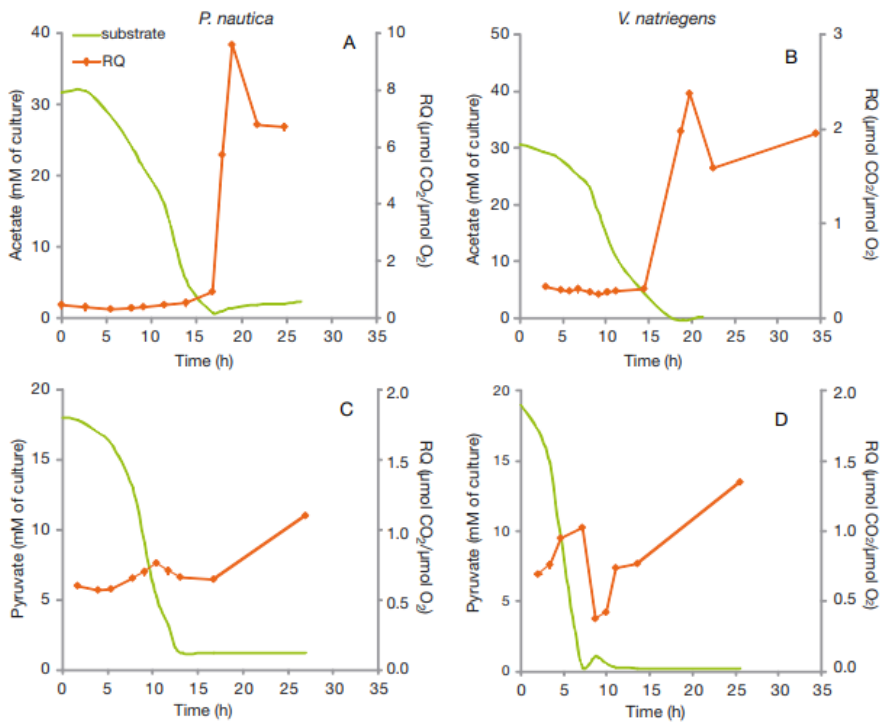 P. nautica
V. natriegens
A
substrate
RQ
40
30
20
10
0
10
8
6
4
2
0
0 5 10 15 20 25 30 35
Acetate (mM of culture)
RQ (µmol CO₂/µmol O₂)
Time (h)
B
50
40
30
20
10
0
3
2
1
0
0 5 10 15 20 25 30 35
Acetate (mM of culture)
RQ (µmol CO₂/µmol O₂)
Time (h)
C
20
15
10
5
0
2.0
1.5
1.0
0.5
0.0
0 5 10 15 20 25 30 35
Pyruvate (mM of culture)
RQ (µmol CO₂/µmol O₂)
Time (h)
D
20
15
10
5
0
2.0
1.5
1.0
0.5
0.0
0 5 10 15 20 25 30 35
Pyruvate (mM of culture)
RQ (µmol CO₂/µmol O₂)
Time (h)